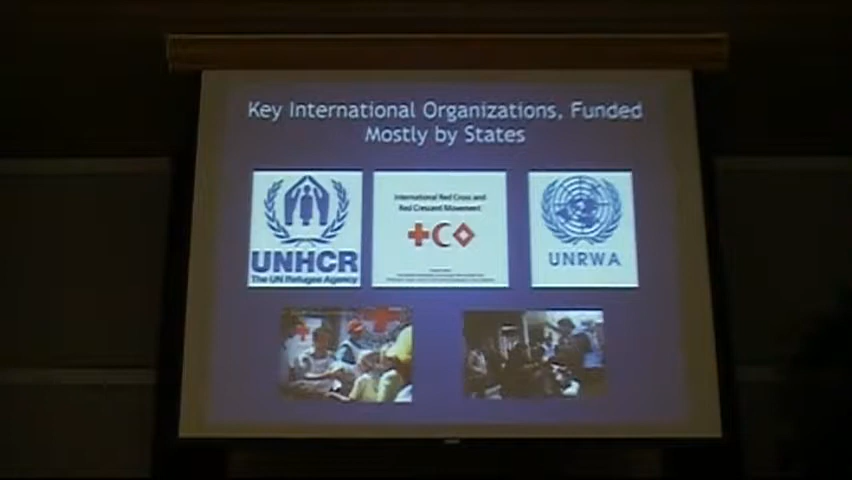 Key International Organizations, Funded
Mostly by States
International Red Cross and
Red Crescent Movement
UNHCR
The UN Refugee Agency
UNRWA